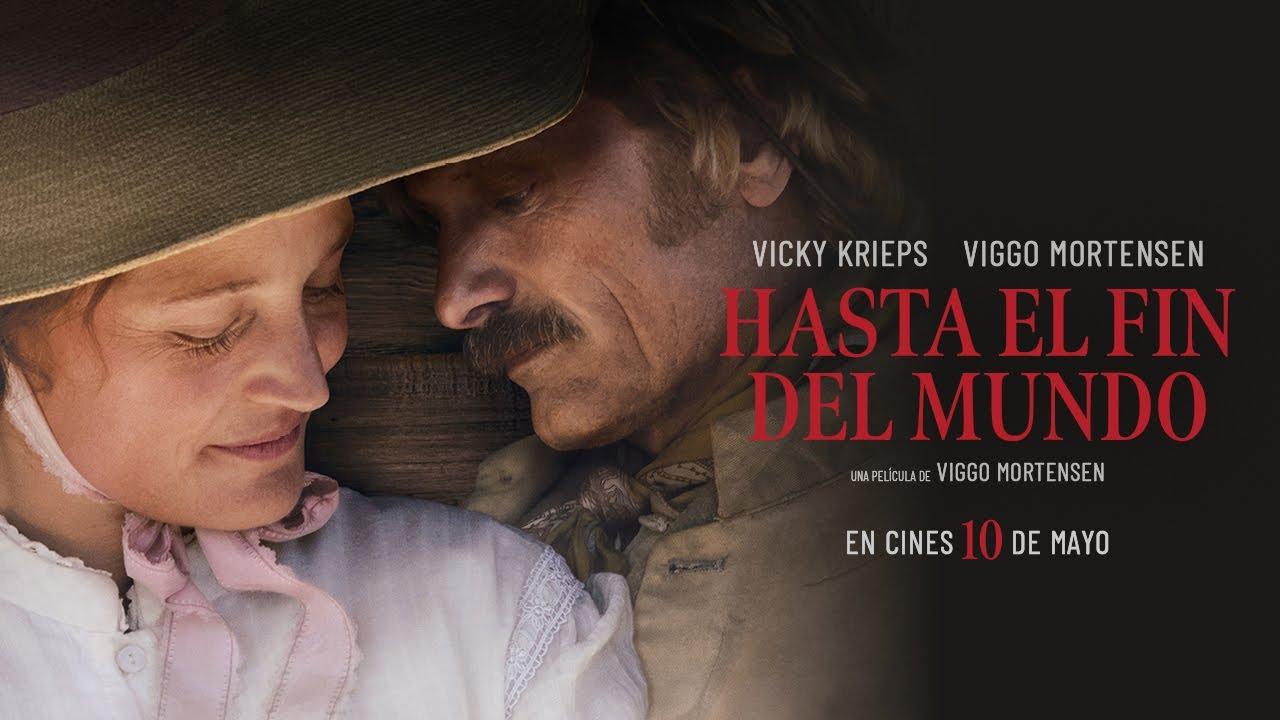 VICKY KRIEPS VIGGO MORTENSEN
HASTA EL FIN
DEL MUNDO
UNA PELÍCULA DE VIGGO MORTENSEN
EN CINES 10 DE MAYO